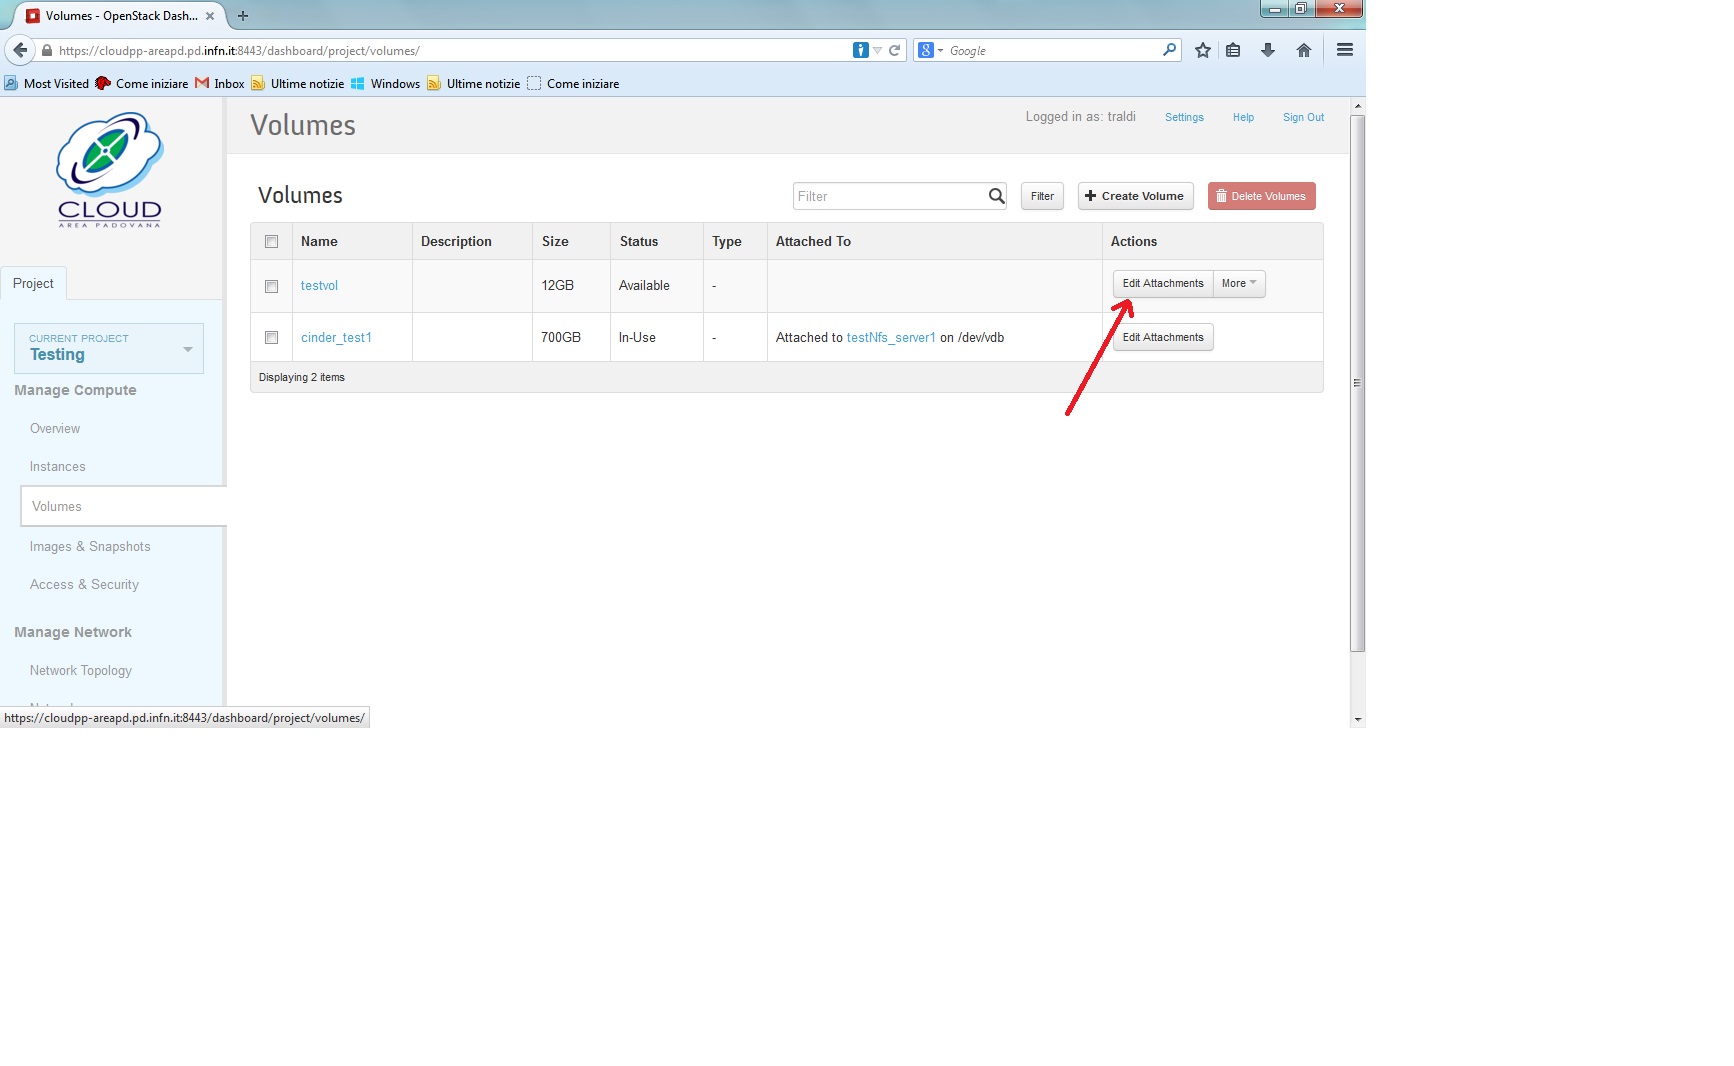 Volumes - OpenStack Dash...
https://cloudpp-areapd.pd.infn.it:8443/dashboard/project/volumes/
Google
Most Visited Come iniziare Inbox Ultime notizie Windows Ultime notizie Come iniziare
CLOUD
AREA PADOVANA
Volumes
Logged in as: traldi Settings Help Sign Out
Project
CURRENT PROJECT
Testing
Manage Compute
Overview
Instances
Volumes
Images & Snapshots
Access & Security
Manage Network
Network Topology
Volumes
Filter Filter Create Volume Delete Volumes
Name Description Size Status Type Attached To Actions
testvol 12GB Available - Edit Attachments More
cinder_test1 700GB In-Use - Attached to testNfs_server1 on /dev/vdb Edit Attachments
Displaying 2 items
https://cloudpp-areapd.pd.infn.it:8443/dashboard/project/volumes/